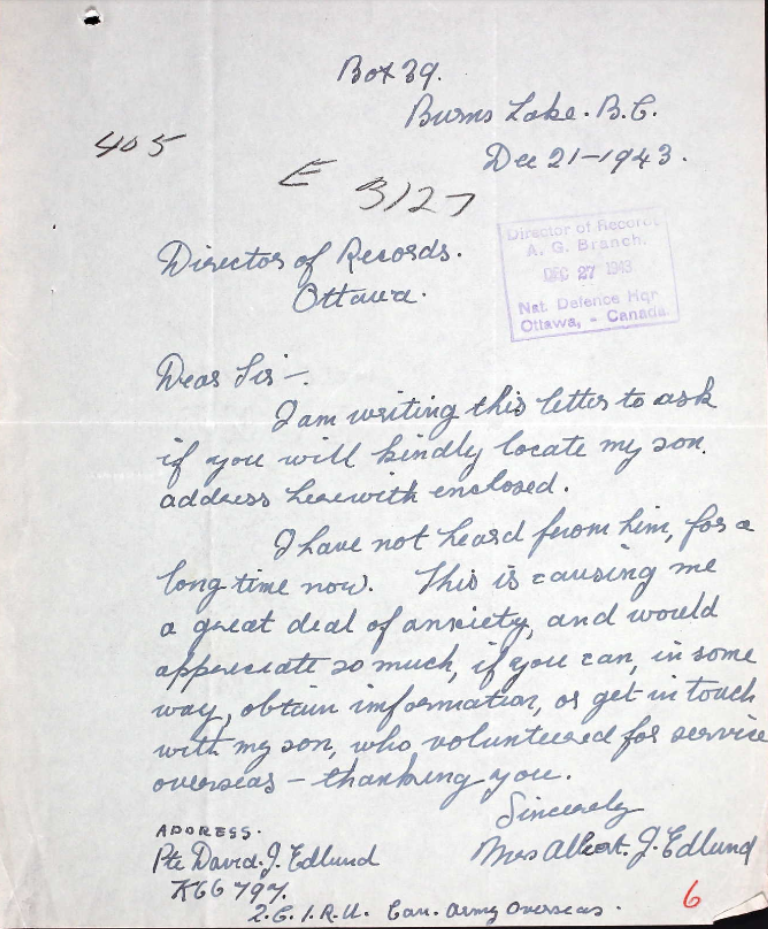 Box 39.
Burns Lake. B.C.
405
Dec 21-1943.
E 3127
Director of Records.
Ottawa.
Director of Records
A. G. Branch.
DEC 27 1943
Nat. Defence Hqr
Ottawa, - Canada.
Dear Sir -.
I am writing this letter to ask
if you will kindly locate my son.
address herewith enclosed.
I have not heard from him, for a
long time now. This is causing me
a great deal of anxiety, and would
appreciate so much, if you can, in some
way, obtain information, or get in touch
with my son, who volunteered for service
overseas - thanking you.
Sincerely
Mrs Albert. J. Edlund
ADDRESS.
Pte David. J. Edlund
K66797.
2.C.I.R.U. Can. Army Overseas.
6